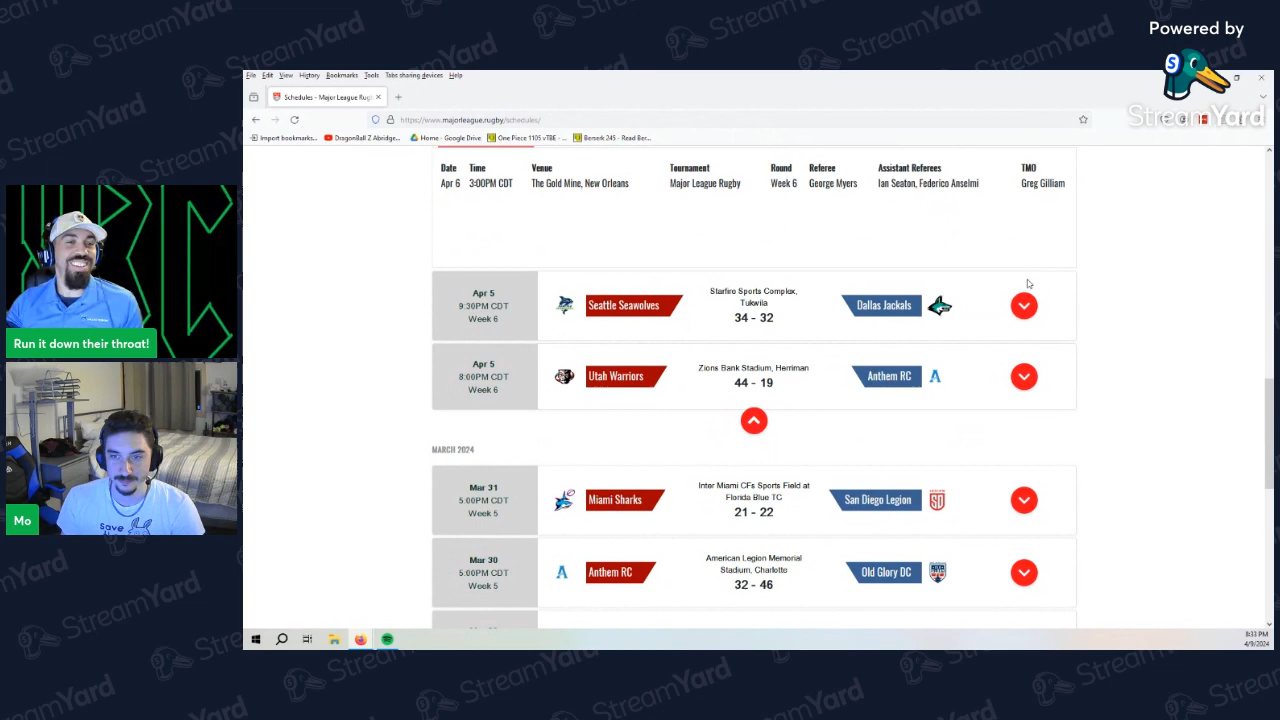 Powered by
StreamYard
File Edit View History Bookmarks Tools Tabs sharing devices Help
Schedules - Major League Rug
https://www.majorleague.rugby/schedules/
Import bookmarks...
DragonBall Z Abridge...
Home - Google Drive
One Piece 1105 vTBE - ...
Berserk 245 - Read Ber...
Date Time Venue Tournament Round Referee Assistant Referees TMO
Apr 6 3:00PM CDT The Gold Mine, New Orleans Major League Rugby Week 6 George Myers Ian Seaton, Federico Anselmi Greg Gilliam
Apr 5
9:30PM CDT
Week 6
Seattle Seawolves
Starfire Sports Complex,
Tukwila
34 - 32
Dallas Jackals
Apr 5
8:00PM CDT
Week 6
Utah Warriors
Zions Bank Stadium, Herriman
44 - 19
Anthem RC
MARCH 2024
Mar 31
5:00PM CDT
Week 5
Miami Sharks
Inter Miami CFs Sports Field at
Florida Blue TC
21 - 22
San Diego Legion
Mar 30
5:00PM CDT
Week 5
Anthem RC
American Legion Memorial
Stadium, Charlotte
32 - 46
Old Glory DC
8:33 PM
4/9/2024
Run it down their throat!
Mo
Save